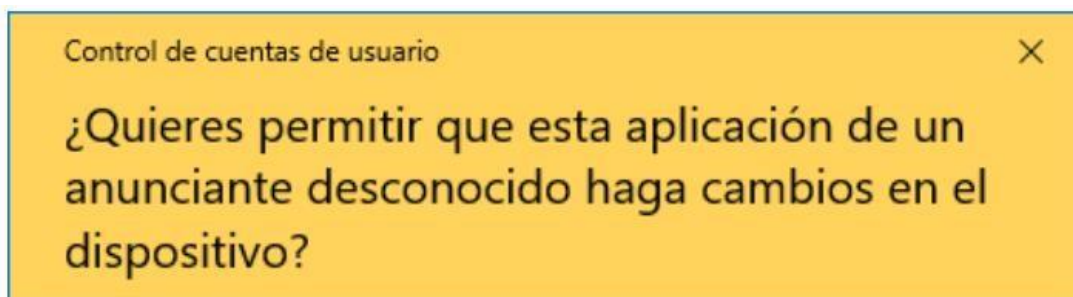 Control de cuentas de usuario
¿Quieres permitir que esta aplicación de un
anunciante desconocido haga cambios en el
dispositivo?